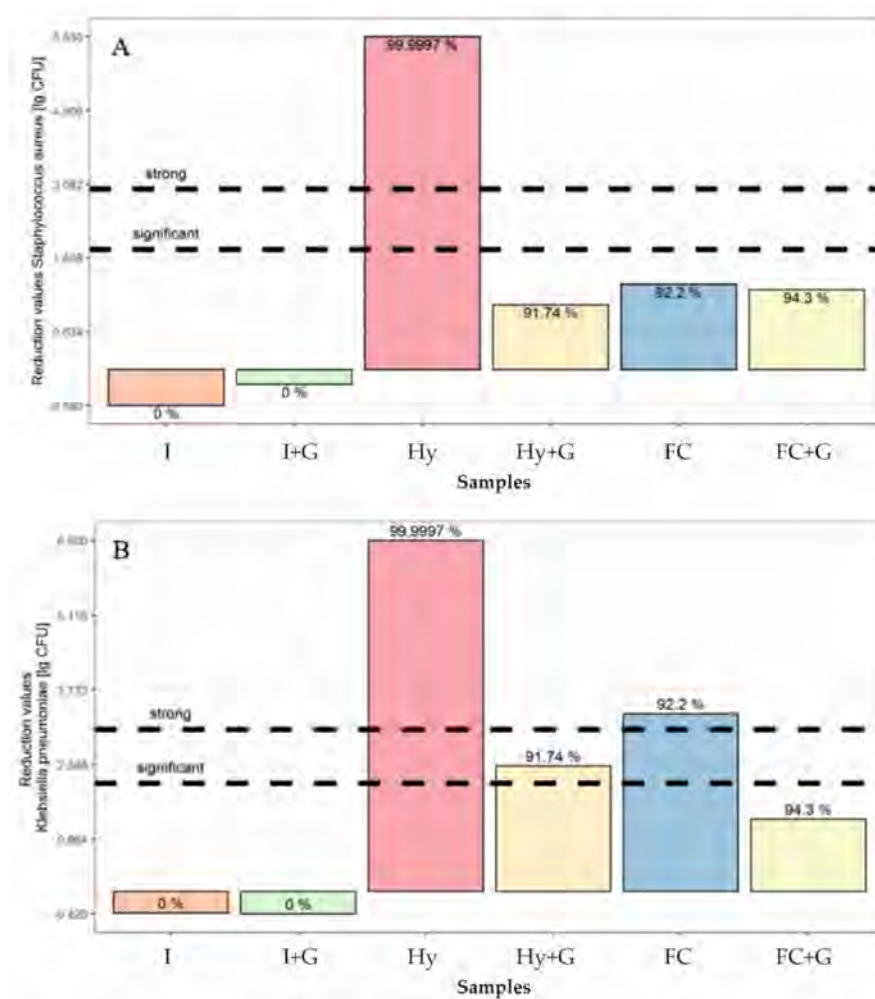 A
Reduction values Staphylococcus aureus [lg CFU]
strong
significant
99.9997 %
91.74 %
92.2 %
94.3 %
0 %
0 %
I
I+G
Hy
Hy+G
FC
FC+G
Samples
B
Reduction values
Klebsiella pneumoniae [lg CFU]
strong
significant
99.9997 %
91.74 %
92.2 %
94.3 %
0 %
0 %
I
I+G
Hy
Hy+G
FC
FC+G
Samples